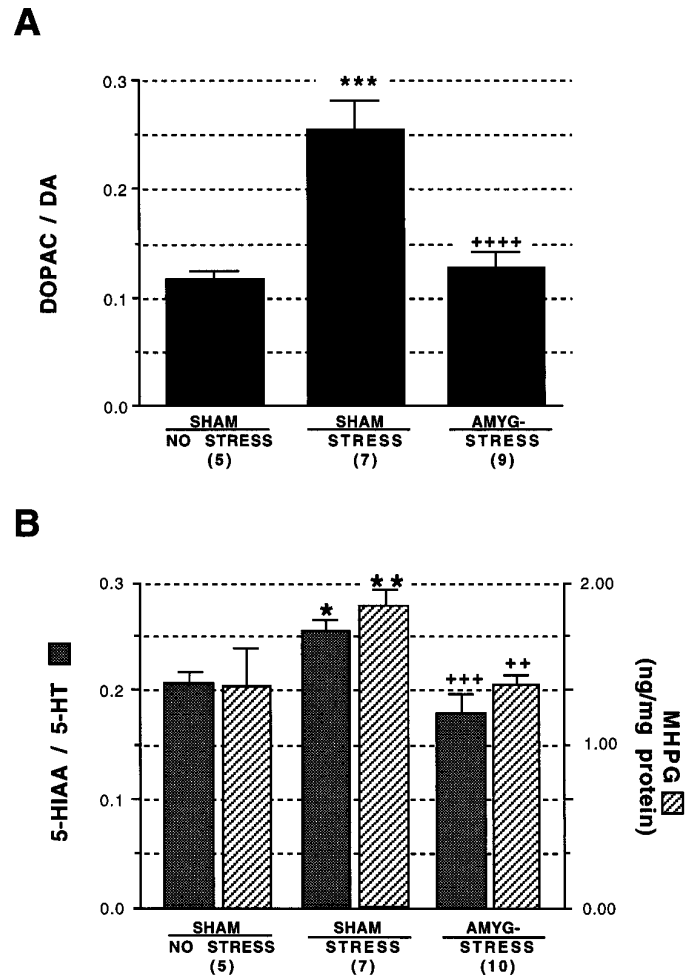 A
0.3
***
0.2
DOPAC / DA
++++
0.1
0.0
SHAM
NO STRESS
(5)
SHAM
STRESS
(7)
AMYG-
STRESS
(9)
B
0.3
2.00
**
*
5-HIAA / 5-HT
0.2
+++
++
MHPG
(ng/mg protein)
1.00
0.1
0.0
0.00
SHAM
NO STRESS
(5)
SHAM
STRESS
(7)
AMYG-
STRESS
(10)